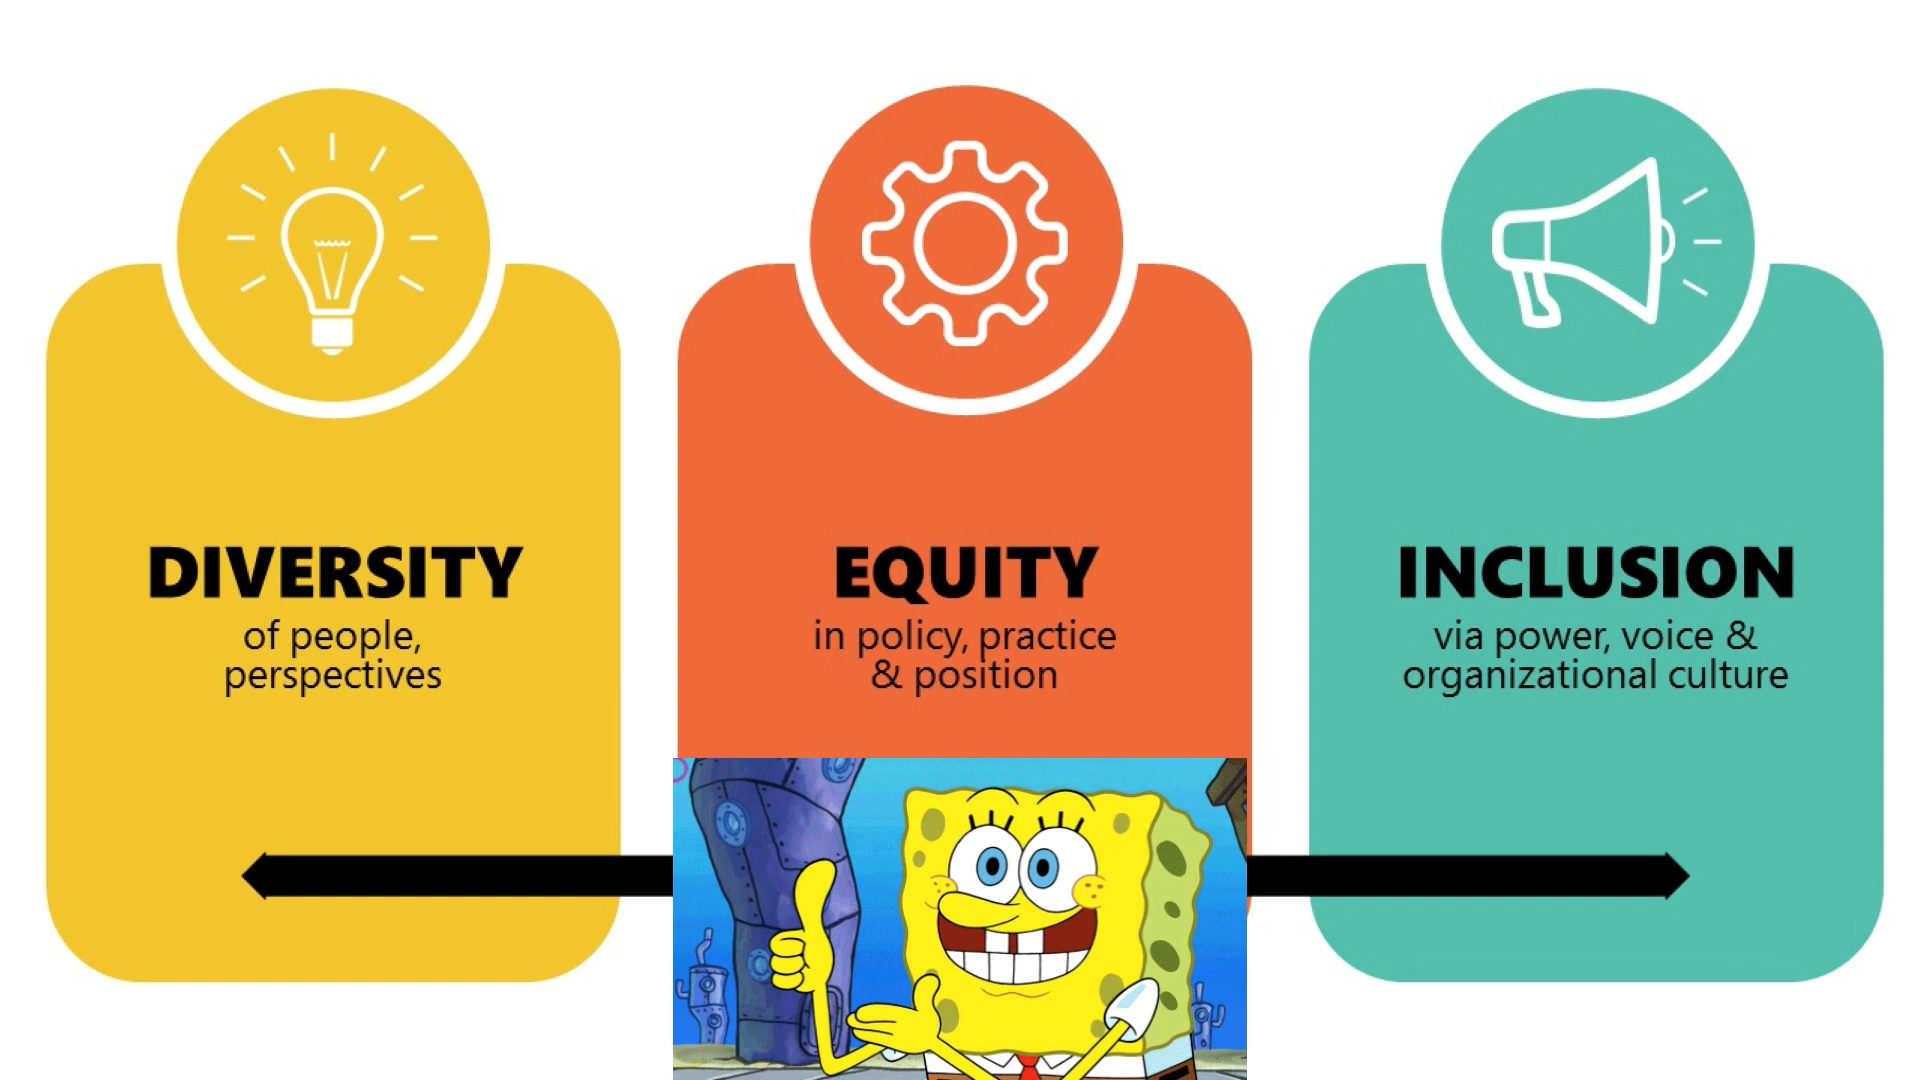 DIVERSITY
of people,
perspectives
EQUITY
in policy, practice
& position
INCLUSION
via power, voice &
organizational culture